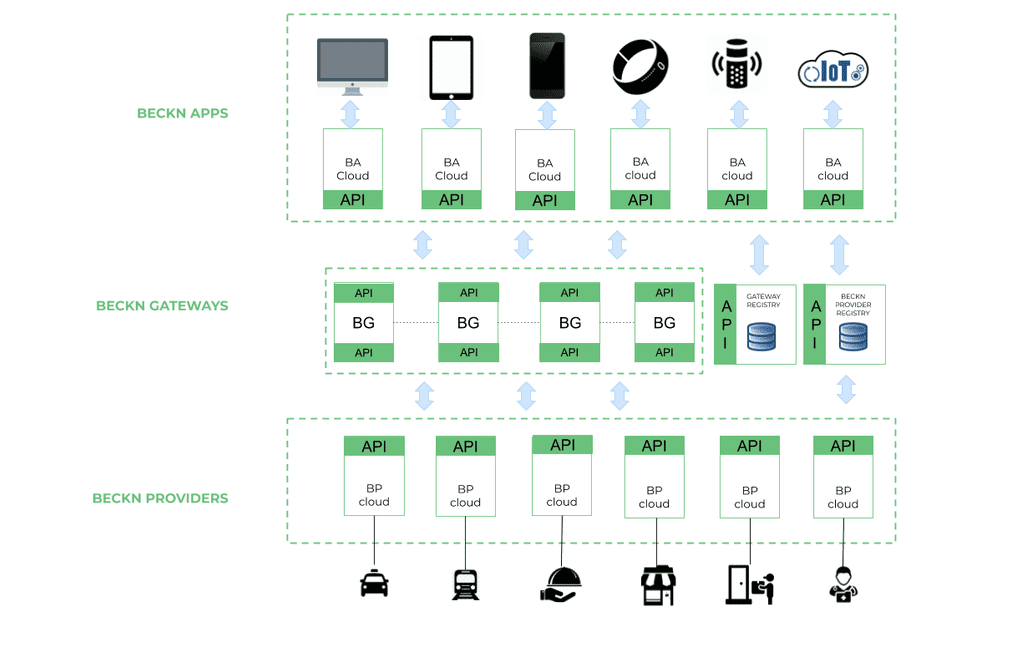 IoT
BECKN APPS
BA
Cloud
API
BA
Cloud
API
BA
Cloud
API
BA
cloud
API
BA
cloud
API
BA
cloud
API
BECKN GATEWAYS
API
BG
API
API
BG
API
API
BG
API
API
BG
API
A
P
I
GATEWAY
REGISTRY
A
P
I
BECKN
PROVIDER
REGISTRY
BECKN PROVIDERS
API
BP
cloud
API
BP
cloud
API
BP
cloud
API
BP
cloud
API
BP
cloud
API
BP
cloud